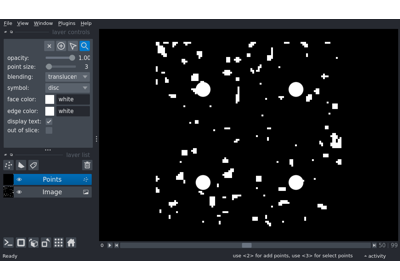 File View Window Plugins Help
layer controls
opacity: 1.00
point size: 3
blending: translucen
symbol: disc
face color: white
edge color: white
display text: ✓
out of slice:
layer list
Points
Image
0 50 99
use <2> for add points, use <3> for select points activity
Ready